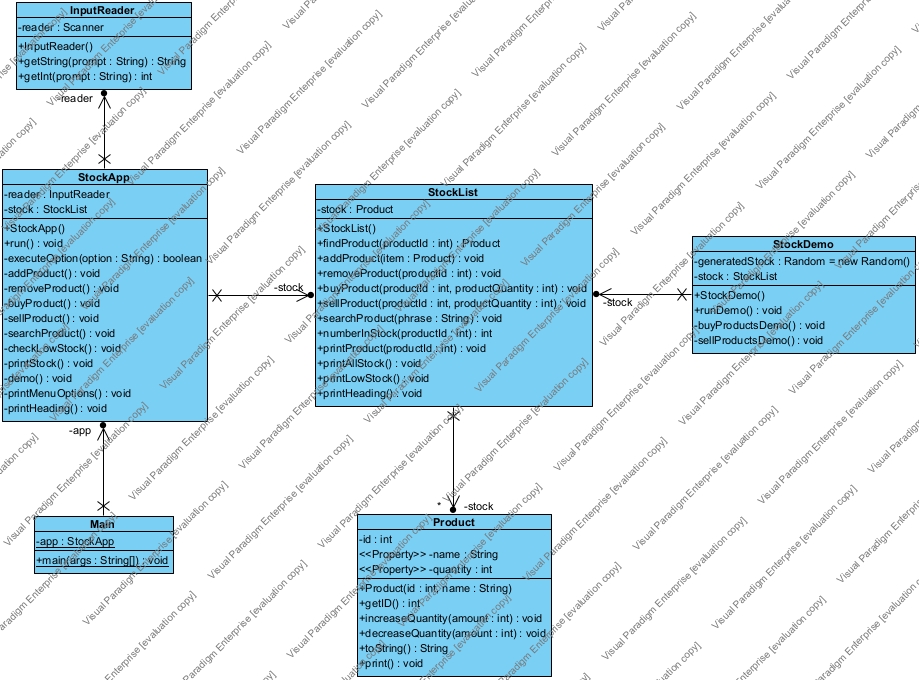 InputReader
-reader : Scanner
+InputReader()
+getString(prompt : String) : String
+getInt(prompt : String) : int
-reader
StockApp
-reader : InputReader
-stock : StockList
+StockApp()
+run() : void
-executeOption(option : String) : boolean
-addProduct() : void
-removeProduct() : void
-buyProduct() : void
-sellProduct() : void
-searchProduct() : void
-checkLowStock() : void
-printStock() : void
-demo() : void
-printMenuOptions() : void
-printHeading() : void
-stock
StockList
-stock : Product
+StockList()
+findProduct(productId : int) : Product
+addProduct(item : Product) : void
+removeProduct(productId : int) : void
+buyProduct(productId : int, productQuantity : int) : void
+sellProduct(productId : int, productQuantity : int) : void
+searchProduct(phrase : String) : void
+numberInStock(productId : int) : int
+printProduct(productId : int) : void
+printAllStock() : void
+printLowStock() : void
+printHeading() : void
-stock
StockDemo
-generatedStock : Random = new Random()
-stock : StockList
+StockDemo()
+runDemo() : void
-buyProductsDemo() : void
-sellProductsDemo() : void
-app
Main
-app : StockApp
+main(args : String[]) : void
* -stock
Product
-id : int
<<Property>> -name : String
<<Property>> -quantity : int
+Product(id : int, name : String)
+getID() : int
+increaseQuantity(amount : int) : void
+decreaseQuantity(amount : int) : void
+toString() : String
+print() : void
Visual Paradigm Enterprise [evaluation copy]